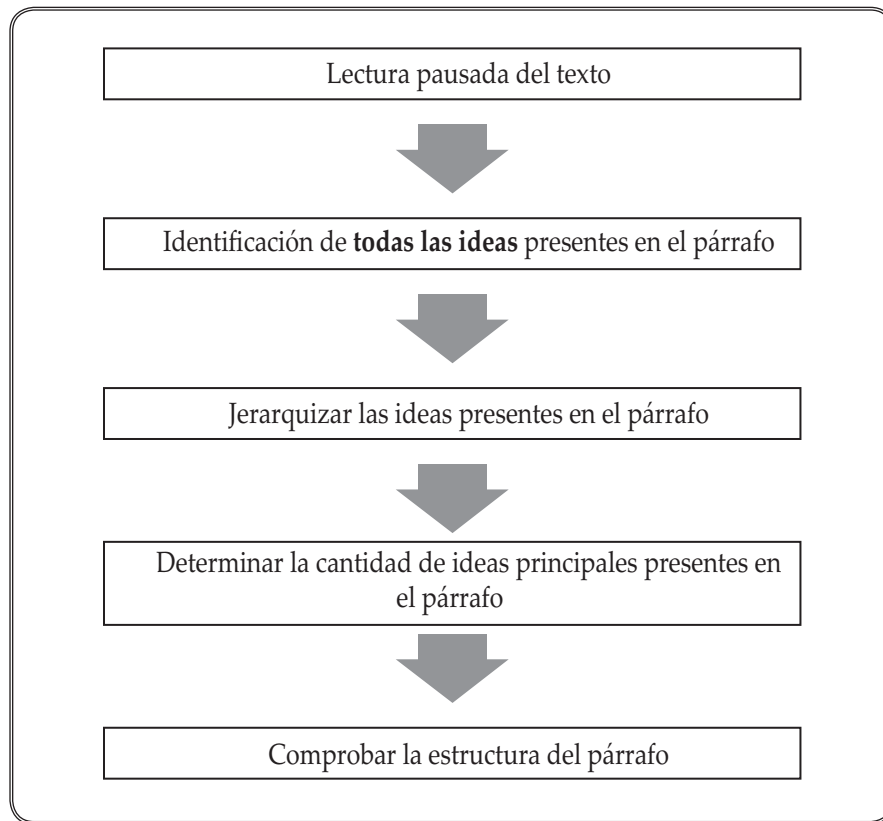 Lectura pausada del texto
Identificación de todas las ideas presentes en el párrafo
Jerarquizar las ideas presentes en el párrafo
Determinar la cantidad de ideas principales presentes en
el párrafo
Comprobar la estructura del párrafo